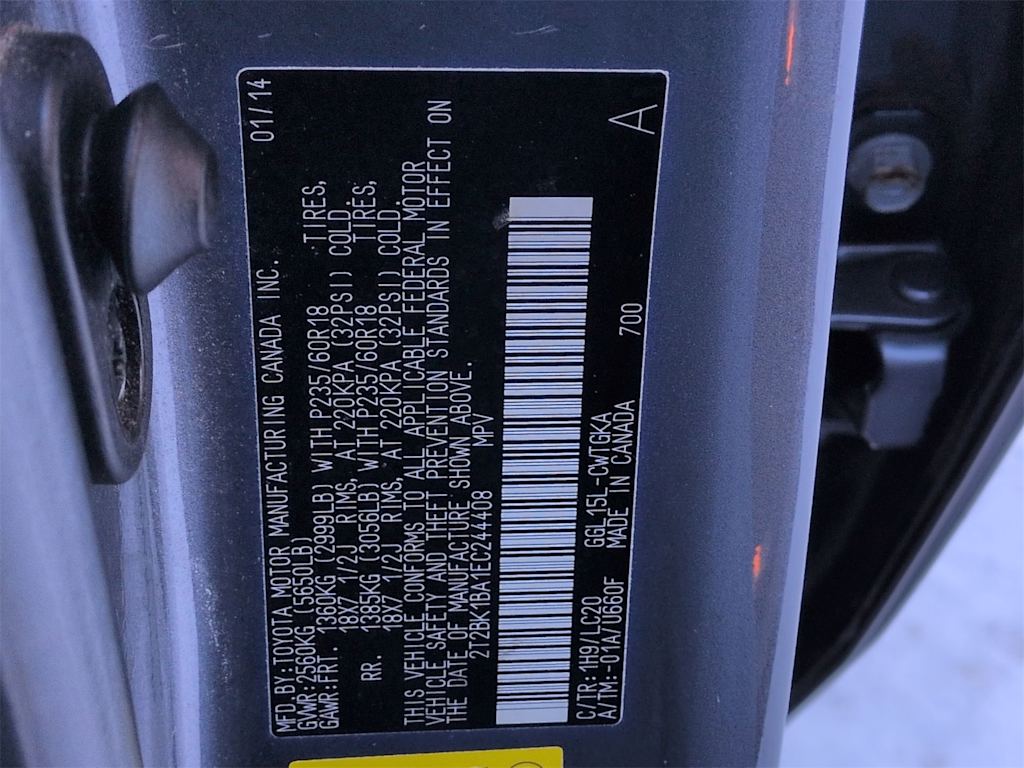 MFD.BY:TOYOTA MOTOR MANUFACTURING CANADA INC. 01/14
GVWR:2560KG (5650LB)
GAWR:FRT. 1360KG (2999LB) WITH P235/60R18 TIRES,
18X7 1/2J RIMS, AT 220KPA (32PSI) COLD
RR. 1385KG (3056LB) WITH P235/60R18 TIRES,
18X7 1/2J RIMS, AT 220KPA (32PSI) COLD
THIS VEHICLE CONFORMS TO ALL APPLICABLE FEDERAL MOTOR
VEHICLE SAFETY AND THEFT PREVENTION STANDARDS IN EFFECT ON
THE DATE OF MANUFACTURE SHOWN ABOVE.
2T2BK1BA1EC244408 MPV
C/TR:1H9/LC20 GGL15L-CWTGKA 700 A
A/TM:-01A/U660F MADE IN CANADA